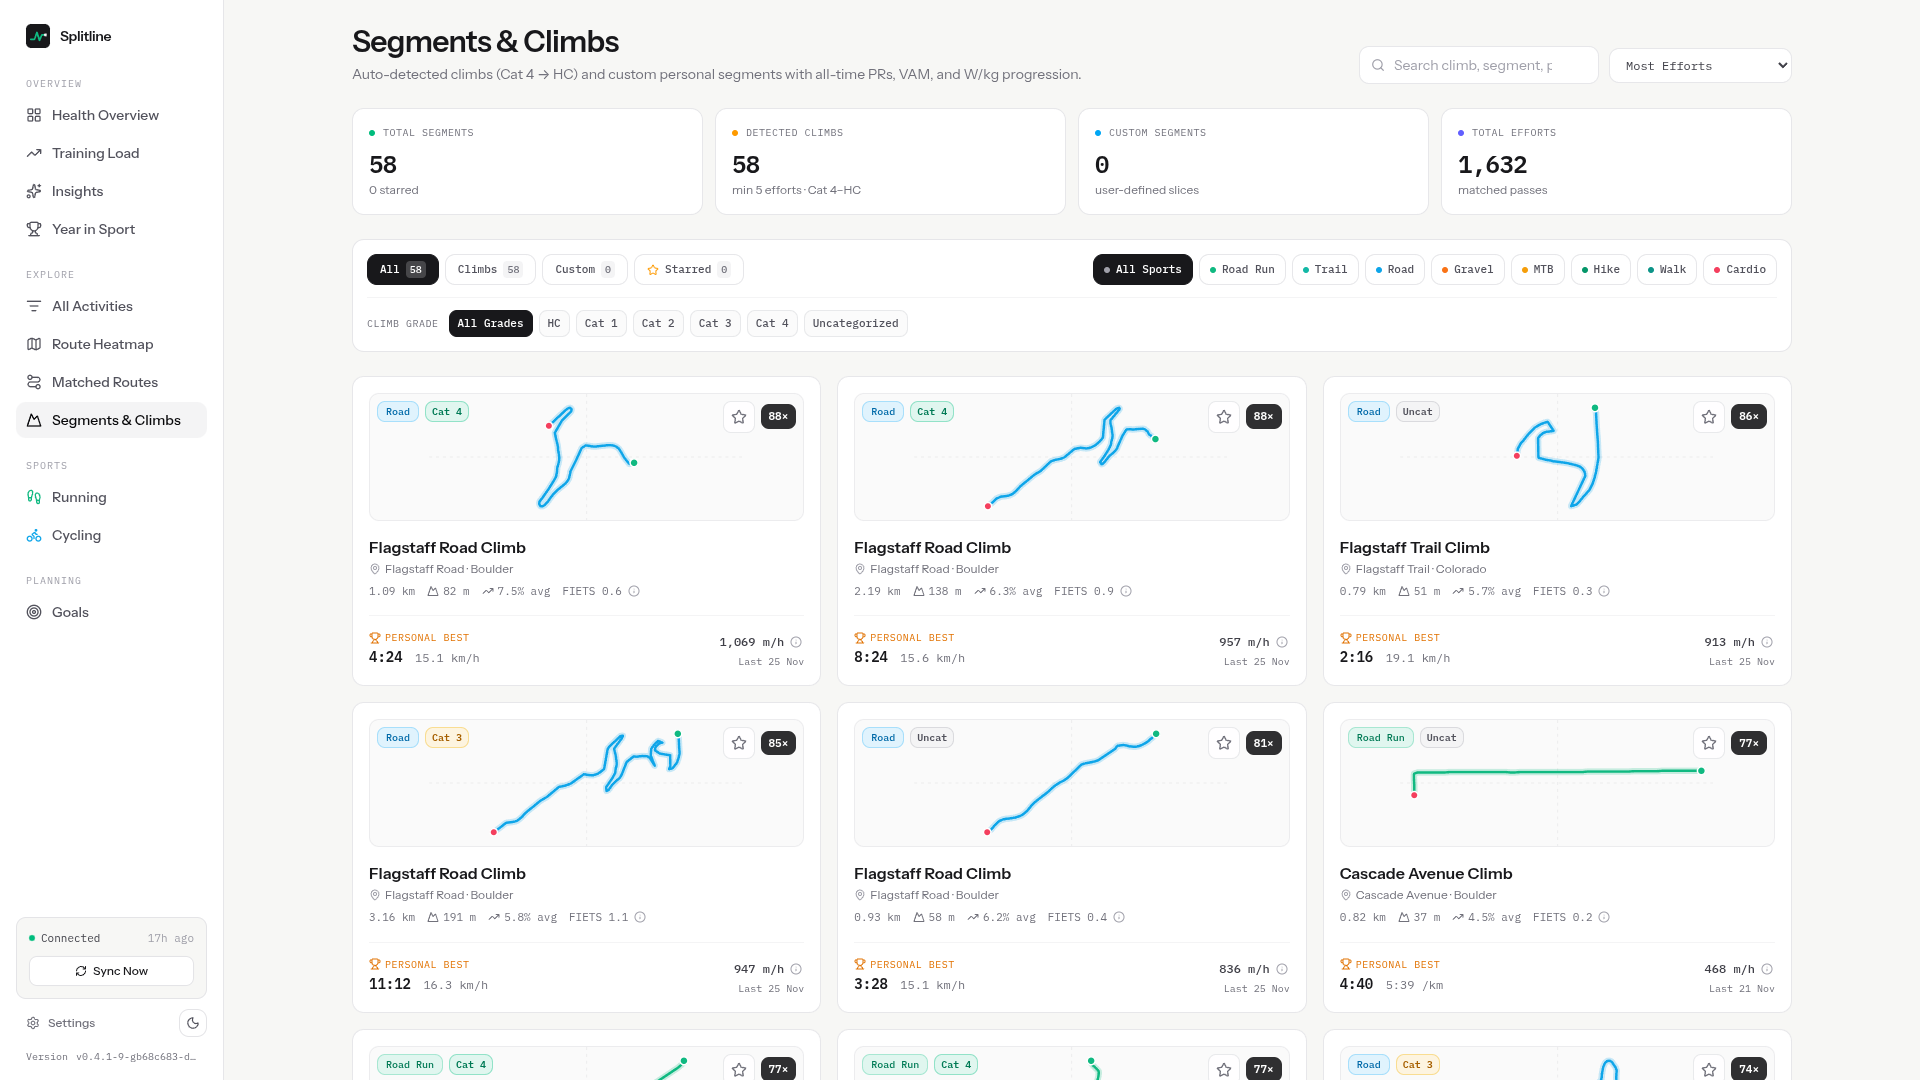 Splitline
OVERVIEW
Health Overview
Training Load
Insights
Year in Sport
EXPLORE
All Activities
Route Heatmap
Matched Routes
Segments & Climbs
SPORTS
Running
Cycling
PLANNING
Goals
Connected 17h ago
Sync Now
Settings
Version v0.4.1-9-gb68c683-d…
Segments & Climbs
Auto-detected climbs (Cat 4 → HC) and custom personal segments with all-time PRs, VAM, and W/kg progression.
Search climb, segment, p
Most Efforts
TOTAL SEGMENTS
58
0 starred
DETECTED CLIMBS
58
min 5 efforts · Cat 4–HC
CUSTOM SEGMENTS
0
user-defined slices
TOTAL EFFORTS
1,632
matched passes
All 58 Climbs 58 Custom 0 Starred 0
All Sports Road Run Trail Road Gravel MTB Hike Walk Cardio
CLIMB GRADE All Grades HC Cat 1 Cat 2 Cat 3 Cat 4 Uncategorized
Road Cat 4 88×
Flagstaff Road Climb
Flagstaff Road · Boulder
1.09 km 82 m 7.5% avg FIETS 0.6
PERSONAL BEST
4:24 15.1 km/h
1,069 m/h
Last 25 Nov
Road Cat 4 88×
Flagstaff Road Climb
Flagstaff Road · Boulder
2.19 km 138 m 6.3% avg FIETS 0.9
PERSONAL BEST
8:24 15.6 km/h
957 m/h
Last 25 Nov
Road Uncat 86×
Flagstaff Trail Climb
Flagstaff Trail · Colorado
0.79 km 51 m 5.7% avg FIETS 0.3
PERSONAL BEST
2:16 19.1 km/h
913 m/h
Last 25 Nov
Road Cat 3 85×
Flagstaff Road Climb
Flagstaff Road · Boulder
3.16 km 191 m 5.8% avg FIETS 1.1
PERSONAL BEST
11:12 16.3 km/h
947 m/h
Last 25 Nov
Road Uncat 81×
Flagstaff Road Climb
Flagstaff Road · Boulder
0.93 km 58 m 6.2% avg FIETS 0.4
PERSONAL BEST
3:28 15.1 km/h
836 m/h
Last 25 Nov
Road Run Uncat 77×
Cascade Avenue Climb
Cascade Avenue · Boulder
0.82 km 37 m 4.5% avg FIETS 0.2
PERSONAL BEST
4:40 5:39 /km
468 m/h
Last 21 Nov
Road Run Cat 4 77×
Road Run Cat 4 77×
Road Cat 3 74×